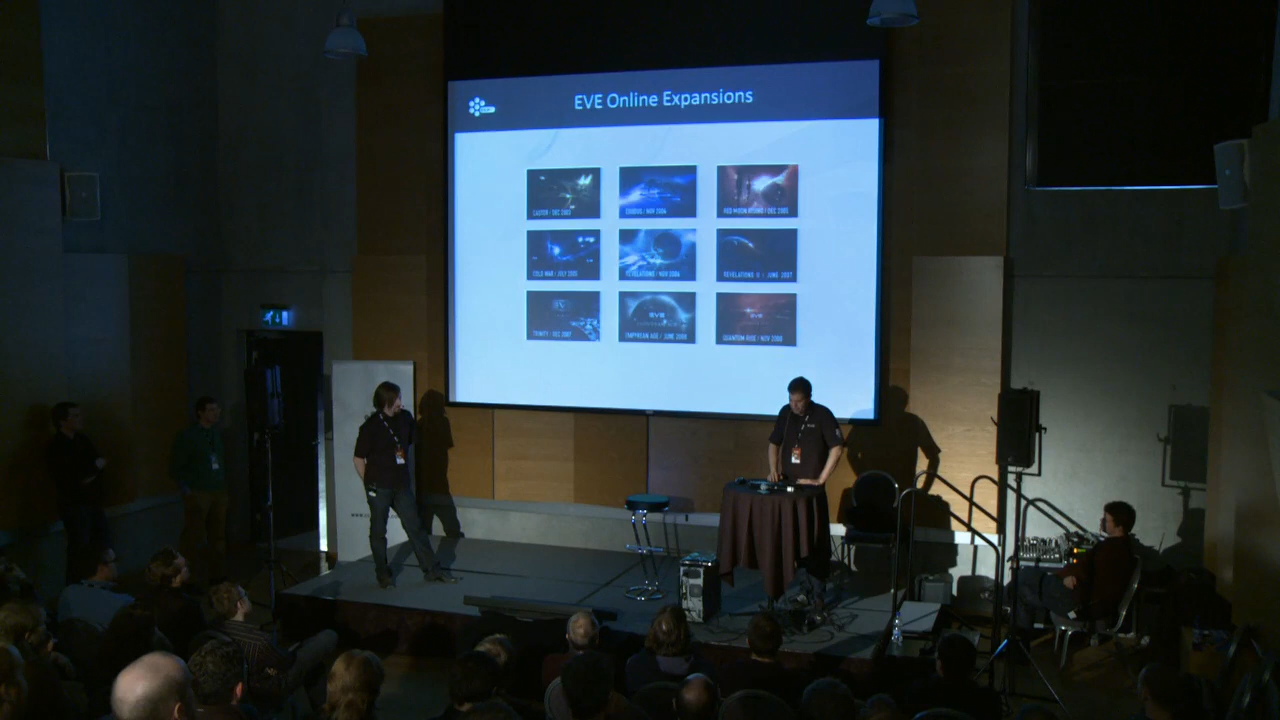 EVE Online Expansions
CASTOR / DEC 2003
EXODUS / NOV 2004
RED MOON RISING / DEC 2005
COLD WAR / JULY 2005
REVELATIONS / NOV 2006
REVELATIONS II / JUNE 2007
TRINITY / DEC 2007
EMPYREAN AGE / JUNE 2008
QUANTUM RISE / NOV 2008